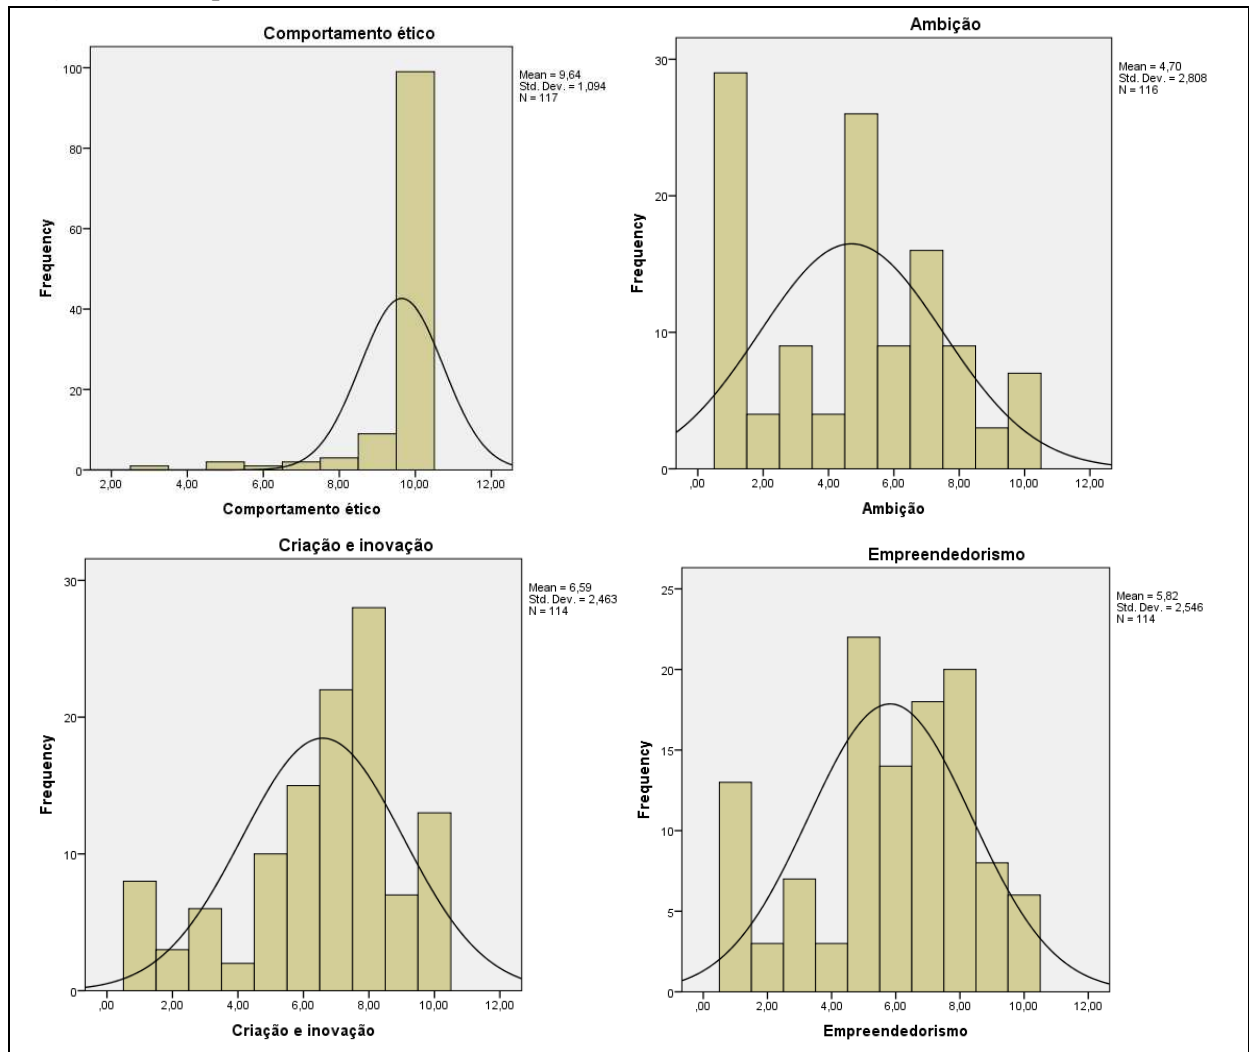 Comportamento ético
Mean = 9,64
Std. Dev. = 1,094
N = 117
100
80
60
40
20
0
Frequency
2,00 4,00 6,00 8,00 10,00 12,00
Comportamento ético
Ambição
Mean = 4,70
Std. Dev. = 2,808
N = 116
30
20
10
0
Frequency
,00 2,00 4,00 6,00 8,00 10,00 12,00
Ambição
Criação e inovação
Mean = 6,59
Std. Dev. = 2,463
N = 114
30
20
10
0
Frequency
,00 2,00 4,00 6,00 8,00 10,00 12,00
Criação e inovação
Empreendedorismo
Mean = 5,82
Std. Dev. = 2,546
N = 114
25
20
15
10
5
0
Frequency
,00 2,00 4,00 6,00 8,00 10,00 12,00
Empreendedorismo